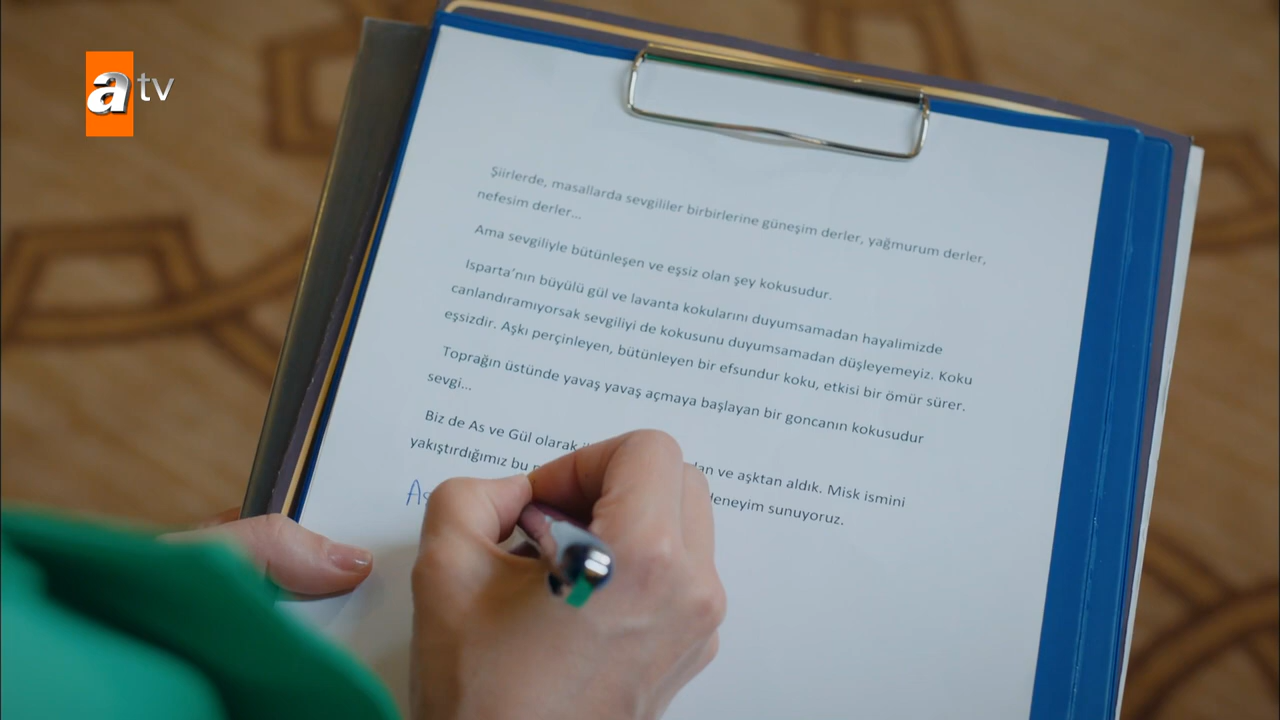 atv
Şiirlerde, masallarda sevgililer birbirlerine güneşim derler, yağmurum derler,
nefesim derler...
Ama sevgiliyle bütünleşen ve eşsiz olan şey kokusudur.
Isparta'nın büyülü gül ve lavanta kokularını duyumsamadan hayalimizde
canlandıramıyorsak sevgiliyi de kokusunu duyumsamadan düşleyemeyiz. Koku
eşsizdir. Aşkı perçinleyen, bütünleyen bir efsundur koku, etkisi bir ömür sürer.
Toprağın üstünde yavaş yavaş açmaya başlayan bir goncanın kokusudur
sevgi...
Biz de As ve Gül olarak ve aşktan aldık. Misk ismini
yakıştırdığımız bu sunuyoruz.